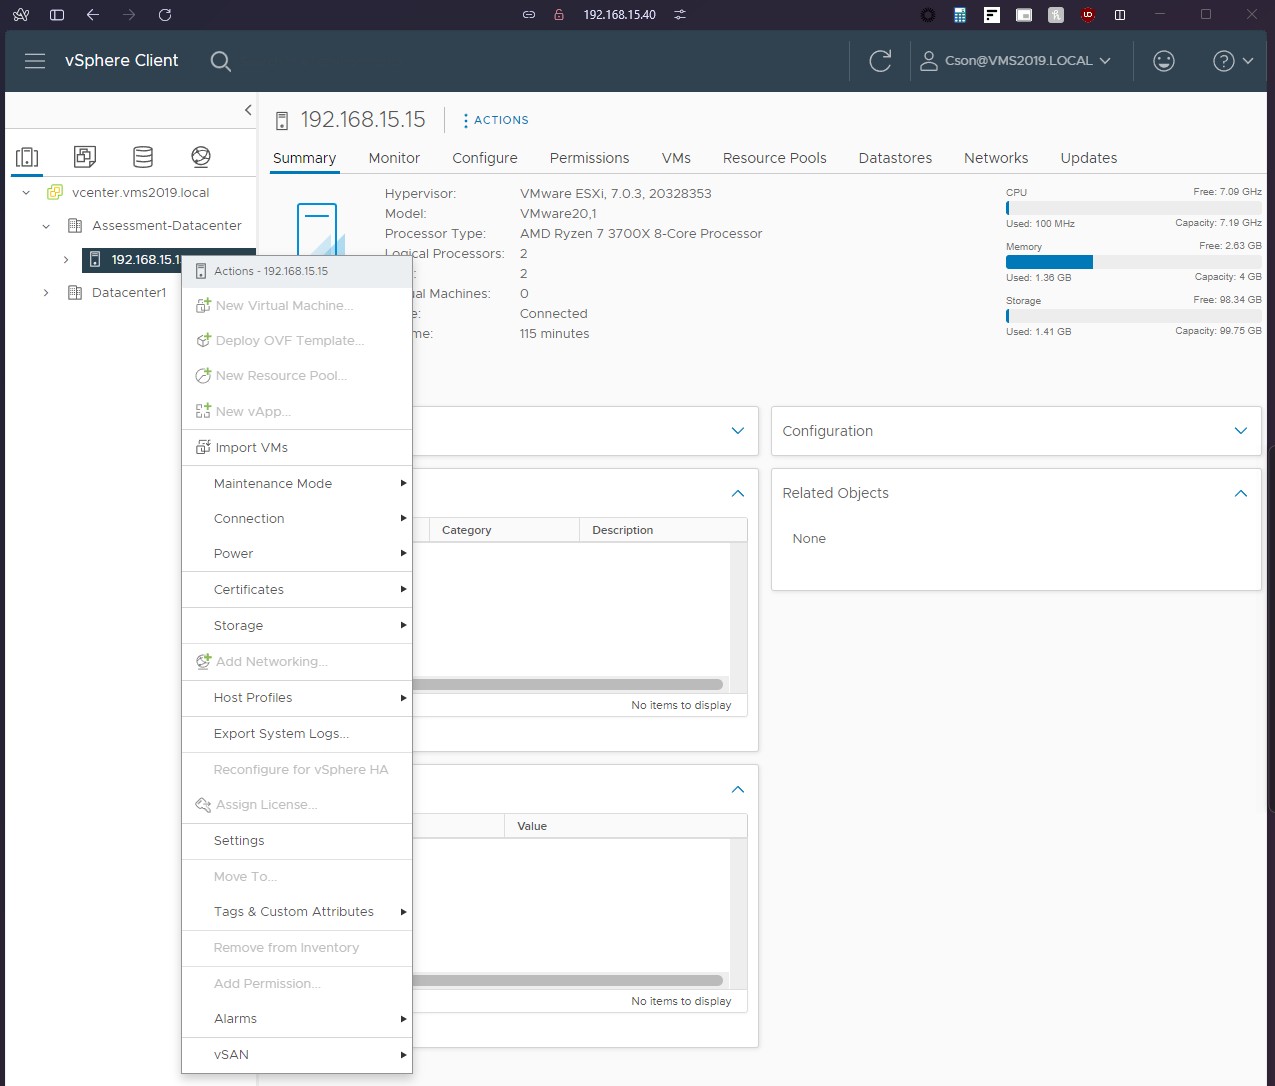 192.168.15.40
vSphere Client
Cson@VMS2019.LOCAL
192.168.15.15
ACTIONS
Summary Monitor Configure Permissions VMs Resource Pools Datastores Networks Updates
vcenter.vms2019.local
Assessment-Datacenter
192.168.15.1
Datacenter1
Hypervisor: VMware ESXi, 7.0.3, 20328353
Model: VMware20,1
Processor Type: AMD Ryzen 7 3700X 8-Core Processor
Logical Processors: 2
: 2
al Machines: 0
e: Connected
me: 115 minutes
CPU Free: 7.09 GHz
Used: 100 MHz Capacity: 7.19 GHz
Memory Free: 2.63 GB
Used: 1.36 GB Capacity: 4 GB
Storage Free: 98.34 GB
Used: 1.41 GB Capacity: 99.75 GB
Actions - 192.168.15.15
New Virtual Machine...
Deploy OVF Template...
New Resource Pool...
New vApp...
Import VMs
Maintenance Mode
Connection
Power
Certificates
Storage
Add Networking...
Host Profiles
Export System Logs...
Reconfigure for vSphere HA
Assign License...
Settings
Move To...
Tags & Custom Attributes
Remove from Inventory
Add Permission...
Alarms
vSAN
Category Description
No items to display
Value
No items to display
Configuration
Related Objects
None